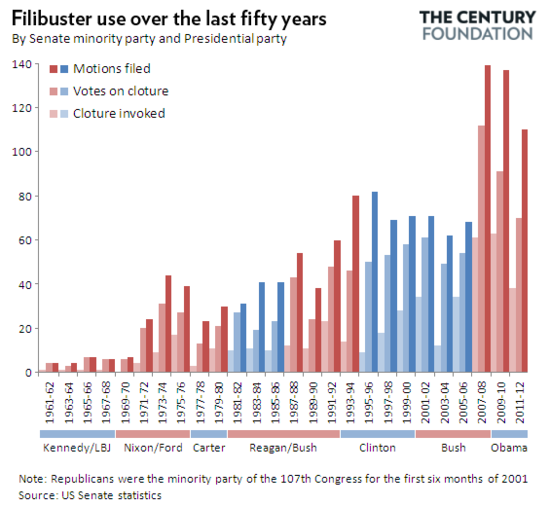 Filibuster use over the last fifty years
By Senate minority party and Presidential party
THE CENTURY
FOUNDATION
Motions filed
Votes on cloture
Cloture invoked
140
120
100
80
60
40
20
0
1961-62
1963-64
1965-66
1967-68
1969-70
1971-72
1973-74
1975-76
1977-78
1979-80
1981-82
1983-84
1985-86
1987-88
1989-90
1991-92
1993-94
1995-96
1997-98
1999-00
2001-02
2003-04
2005-06
2007-08
2009-10
2011-12
Kennedy/LBJ
Nixon/Ford
Carter
Reagan/Bush
Clinton
Bush
Obama
Note: Republicans were the minority party of the 107th Congress for the first six months of 2001
Source: US Senate statistics